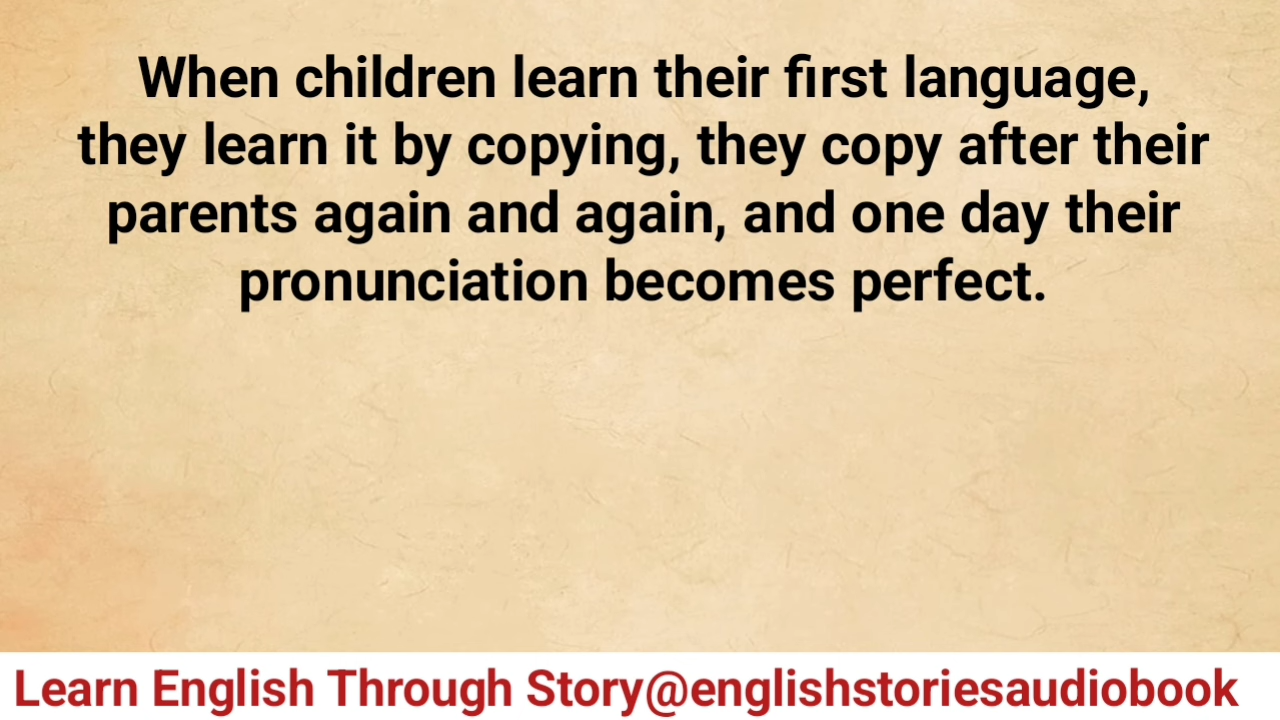 When children learn their first language,
they learn it by copying, they copy after their
parents again and again, and one day their
pronunciation becomes perfect.
Learn English Through Story@englishstoriesaudiobook